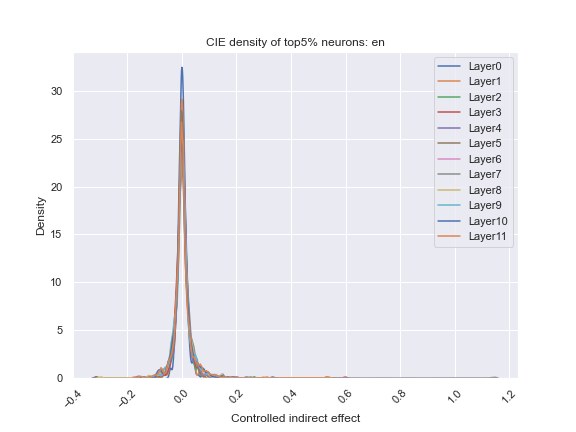 CIE density of top5% neurons: en
Layer0
Layer1
Layer2
Layer3
Layer4
Layer5
Layer6
Layer7
Layer8
Layer9
Layer10
Layer11
Density
30
25
20
15
10
5
0
−0.4
−0.2
0.0
0.2
0.4
0.6
0.8
1.0
1.2
Controlled indirect effect